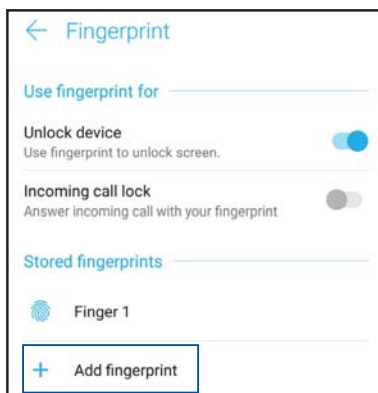 Fingerprint
Use fingerprint for
Unlock device
Use fingerprint to unlock screen.
Incoming call lock
Answer incoming call with your fingerprint
Stored fingerprints
Finger 1
+ Add fingerprint